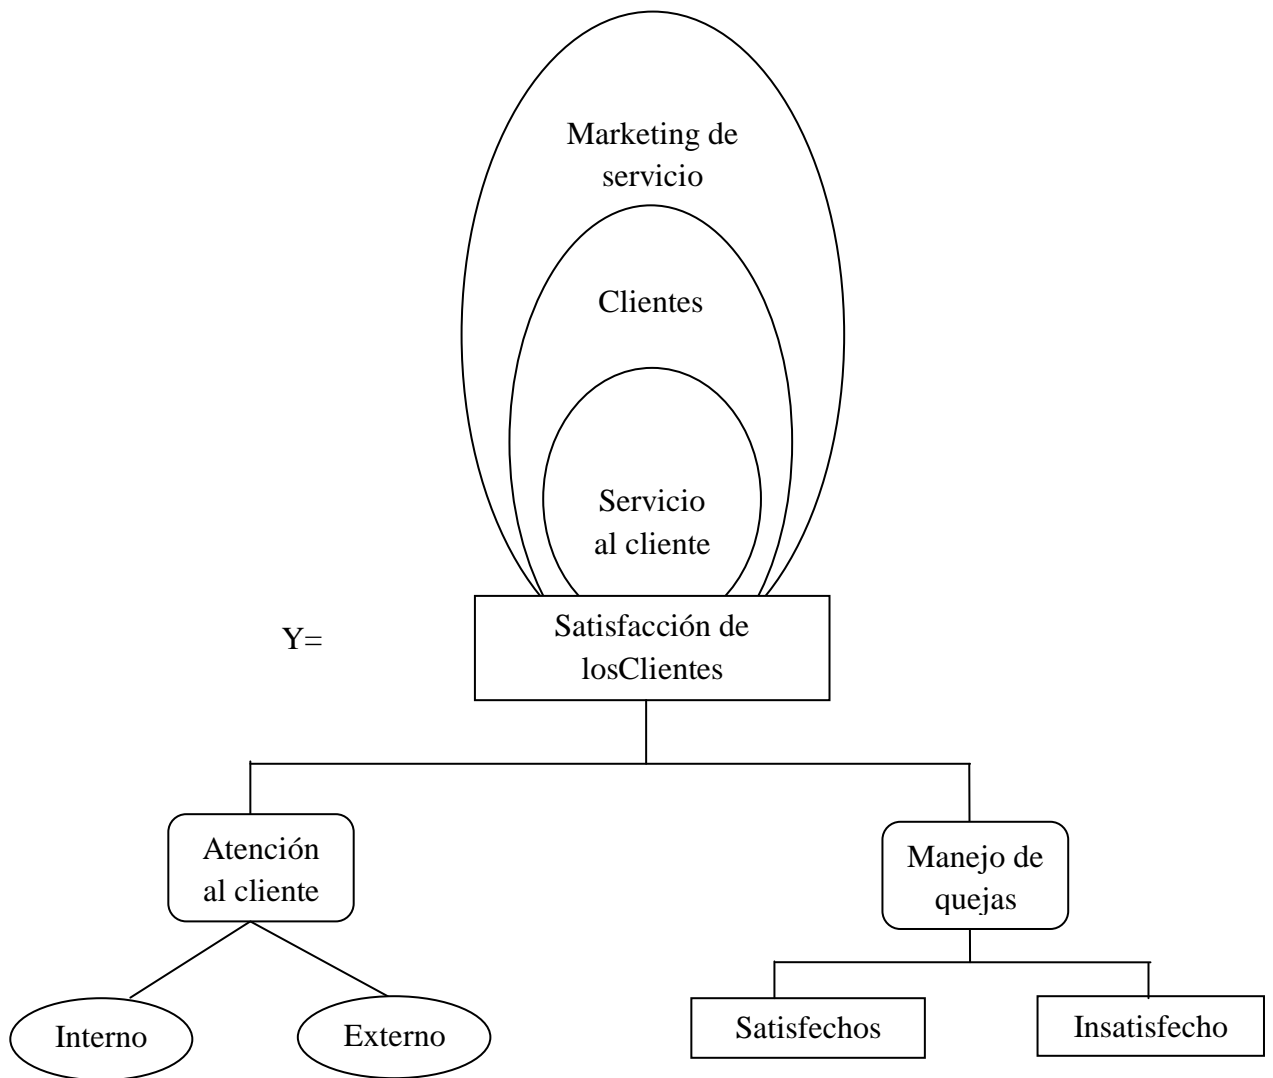 Marketing de
servicio
Clientes
Servicio
al cliente
Y=
Satisfacción de
losClientes
Atención
al cliente
Manejo de
quejas
Interno
Externo
Satisfechos
Insatisfecho